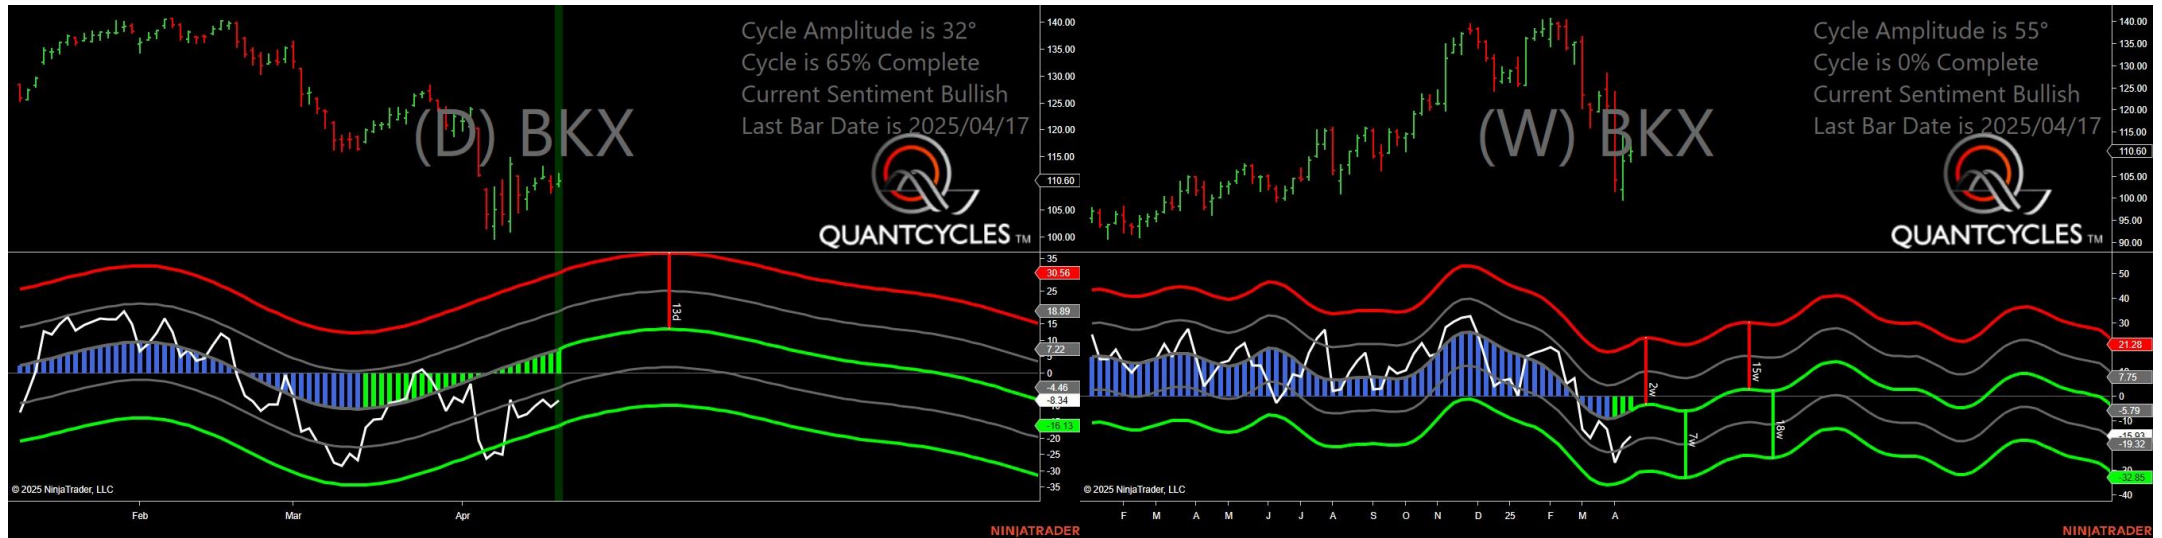 Cycle Amplitude is 32°
Cycle is 65% Complete
Current Sentiment Bullish
Last Bar Date is 2025/04/17
(D) BKX
QUANTCYCLES TM
140.00
135.00
130.00
125.00
120.00
115.00
110.60
105.00
100.00
35
30.56
25
18.89
15
10
7.22
5
0
-4.46
-8.34
-16.13
-20
-25
-30
-35
13d
© 2025 NinjaTrader, LLC
Feb Mar Apr
NINJATRADER
Cycle Amplitude is 55°
Cycle is 0% Complete
Current Sentiment Bullish
Last Bar Date is 2025/04/17
(W) BKX
QUANTCYCLES TM
140.00
135.00
130.00
125.00
120.00
115.00
110.60
105.00
100.00
95.00
90.00
50
40
30
21.28
7.75
0
-5.79
-10
-15.93
-19.32
-32.85
-40
2w
7w
15w
18w
© 2025 NinjaTrader, LLC
F M A M J J A S O N D 25 F M A
NINJATRADER